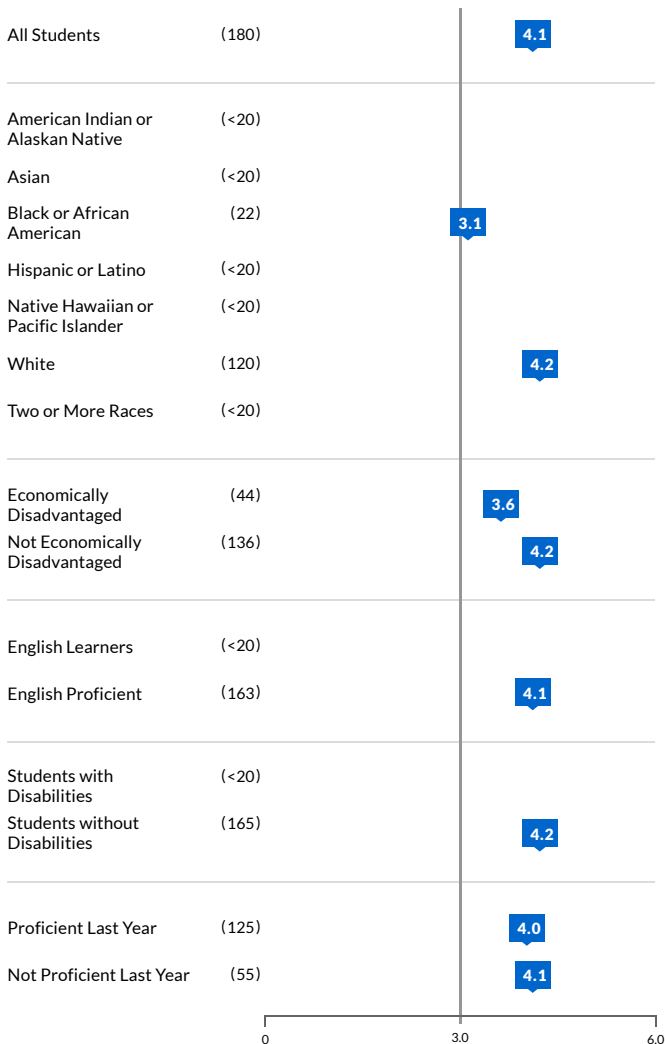 All Students (180) 4.1
American Indian or (<20)
Alaskan Native
Asian (<20)
Black or African (22) 3.1
American
Hispanic or Latino (<20)
Native Hawaiian or (<20)
Pacific Islander
White (120) 4.2
Two or More Races (<20)
Economically (44) 3.6
Disadvantaged
Not Economically (136) 4.2
Disadvantaged
English Learners (<20)
English Proficient (163) 4.1
Students with (<20)
Disabilities
Students without (165) 4.2
Disabilities
Proficient Last Year (125) 4.0
Not Proficient Last Year (55) 4.1
0 3.0 6.0